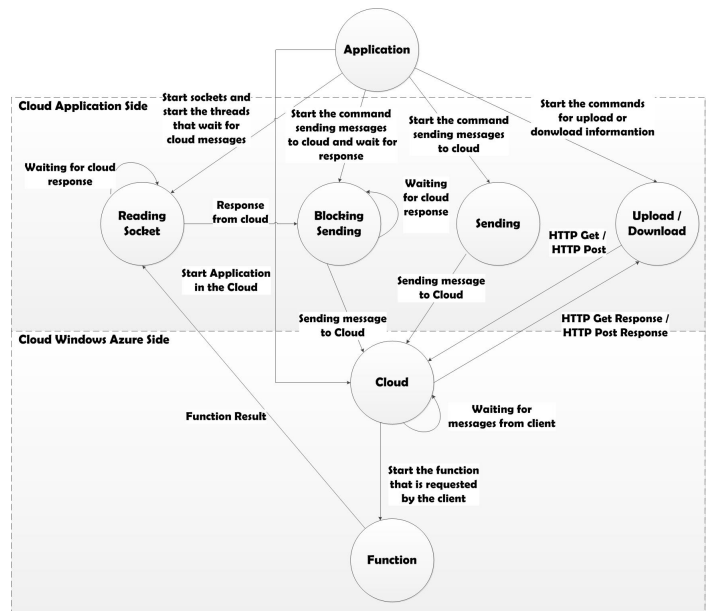 Application
Cloud Application Side
Start sockets and
start the threads
that wait for
cloud messages
Start the command
sending messages
to cloud and wait for
response
Start the command
sending messages
to cloud
Start the commands
for upload or
donwload informantion
Waiting for cloud
response
Reading
Socket
Response
from cloud
Blocking
Sending
Waiting
for cloud
response
Sending
Upload /
Download
HTTP Get /
HTTP Post
Start Application
in the Cloud
Sending message
to Cloud
Sending message
to Cloud
HTTP Get Response /
HTTP Post Response
Cloud Windows Azure Side
Cloud
Waiting for
messages from client
Function Result
Start the function
that is requested
by the client
Function